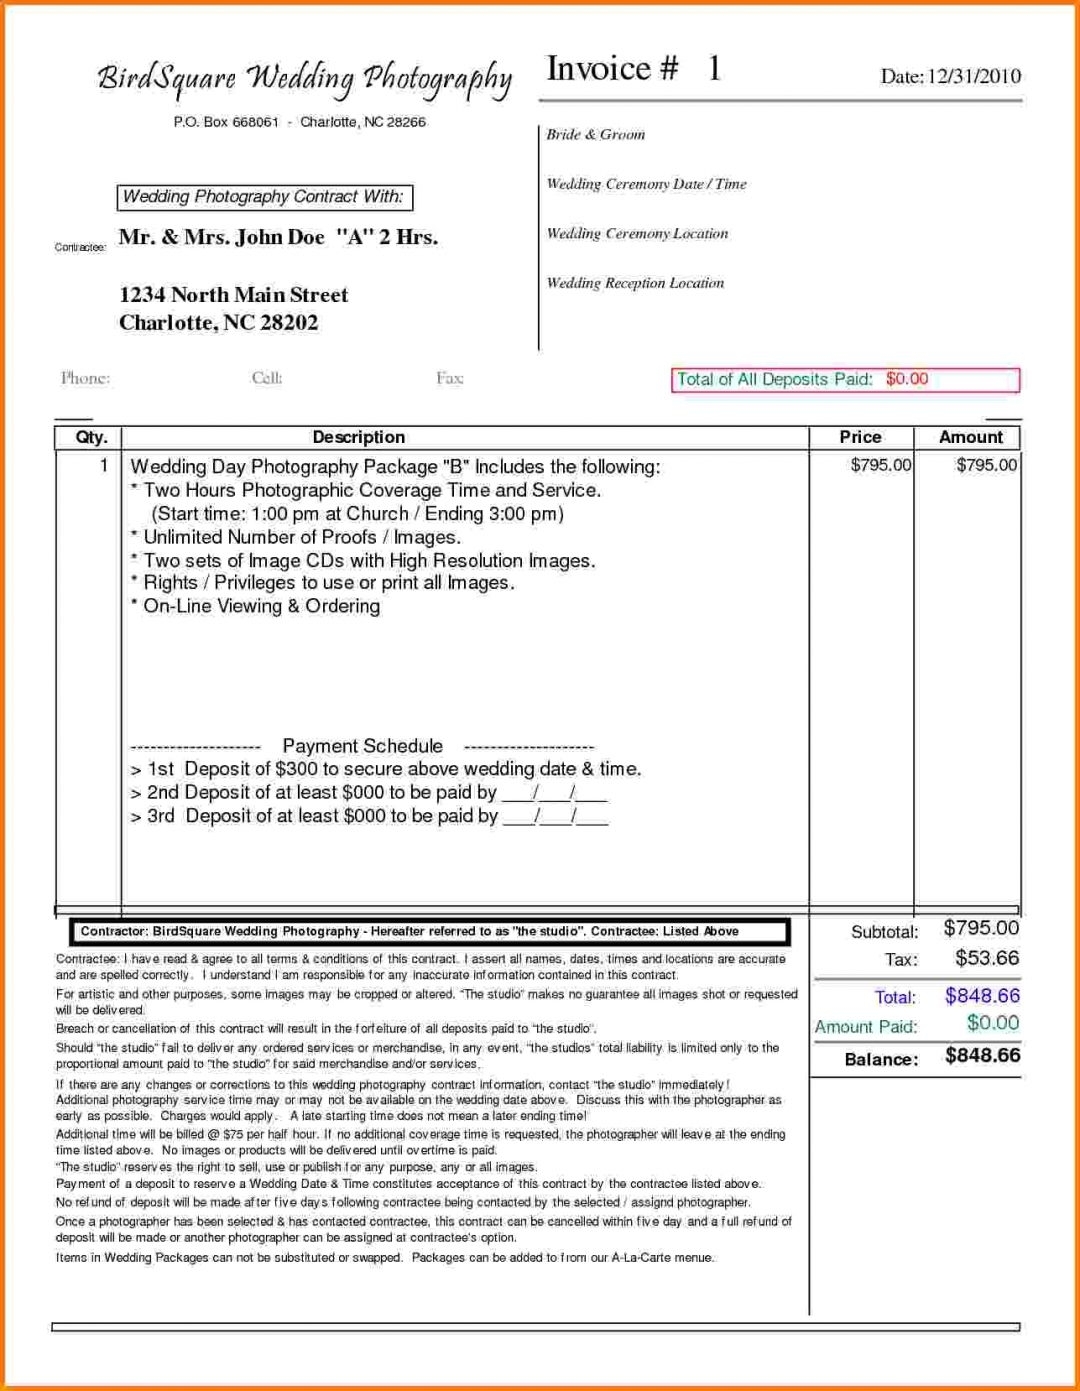 BirdSquare Wedding Photography
P.O. Box 668061 - Charlotte, NC 28266
Invoice # 1
Date: 12/31/2010
Bride & Groom
Wedding Ceremony Date / Time
Wedding Ceremony Location
Wedding Reception Location
Wedding Photography Contract With:
Contractee: Mr. & Mrs. John Doe "A" 2 Hrs.
1234 North Main Street
Charlotte, NC 28202
Phone: Cell: Fax:
Total of All Deposits Paid: $0.00
Qty. Description Price Amount
1 Wedding Day Photography Package "B" Includes the following: $795.00 $795.00
* Two Hours Photographic Coverage Time and Service.
(Start time: 1:00 pm at Church / Ending 3:00 pm)
* Unlimited Number of Proofs / Images.
* Two sets of Image CDs with High Resolution Images.
* Rights / Privileges to use or print all Images.
* On-Line Viewing & Ordering
-------------------- Payment Schedule --------------------
> 1st Deposit of $300 to secure above wedding date & time.
> 2nd Deposit of at least $000 to be paid by ___/___/___
> 3rd Deposit of at least $000 to be paid by ___/___/___
Contractor: BirdSquare Wedding Photography - Hereafter referred to as "the studio". Contractee: Listed Above
Contractee: I have read & agree to all terms & conditions of this contract. I assert all names, dates, times and locations are accurate
and are spelled correctly. I understand I am responsible for any inaccurate information contained in this contract.
For artistic and other purposes, some images may be cropped or altered. "The studio" makes no guarantee all images shot or requested
will be delivered.
Breach or cancellation of this contract will result in the forfeiture of all deposits paid to "the studio".
Should "the studio" fail to deliver any ordered services or merchandise, in any event, "the studios" total liability is limited only to the
proportional amount paid to "the studio" for said merchandise and/or services.
If there are any changes or corrections to this wedding photography contract information, contact "the studio" immediately!
Additional photography service time may or may not be available on the wedding date above. Discuss this with the photographer as
early as possible. Charges would apply. A late starting time does not mean a later ending time!
Additional time will be billed @ $75 per half hour. If no additional coverage time is requested, the photographer will leave at the ending
time listed above. No images or products will be delivered until overtime is paid.
"The studio" reserves the right to sell, use or publish for any purpose, any or all images.
Payment of a deposit to reserve a Wedding Date & Time constitutes acceptance of this contract by the contractee listed above.
No refund of deposit will be made after five days following contractee being contacted by the selected / assignd photographer.
Once a photographer has been selected & has contacted contractee, this contract can be cancelled within five day and a full refund of
deposit will be made or another photographer can be assigned at contractee's option.
Items in Wedding Packages can not be substituted or swapped. Packages can be added to from our A-La-Carte menue.
Subtotal: $795.00
Tax: $53.66
Total: $848.66
Amount Paid: $0.00
Balance: $848.66